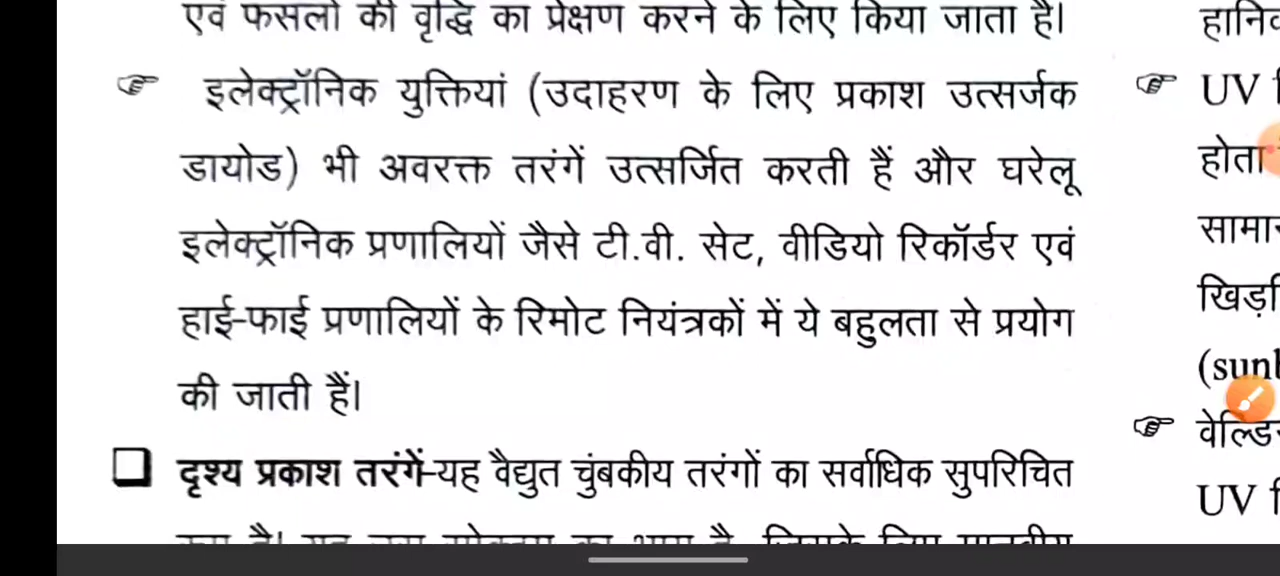 एवं फसलों की वृद्धि का प्रेक्षण करने के लिए किया जाता है।
☞ इलेक्ट्रॉनिक युक्तियां (उदाहरण के लिए प्रकाश उत्सर्जक
डायोड) भी अवरक्त तरंगें उत्सर्जित करती हैं और घरेलू
इलेक्ट्रॉनिक प्रणालियों जैसे टी.वी. सेट, वीडियो रिकॉर्डर एवं
हाई-फाई प्रणालियों के रिमोट नियंत्रकों में ये बहुलता से प्रयोग
की जाती हैं।
❑ दृश्य प्रकाश तरंगें-यह वैद्युत चुंबकीय तरंगों का सर्वाधिक सुपरिचित
☞ UV
होता
UV